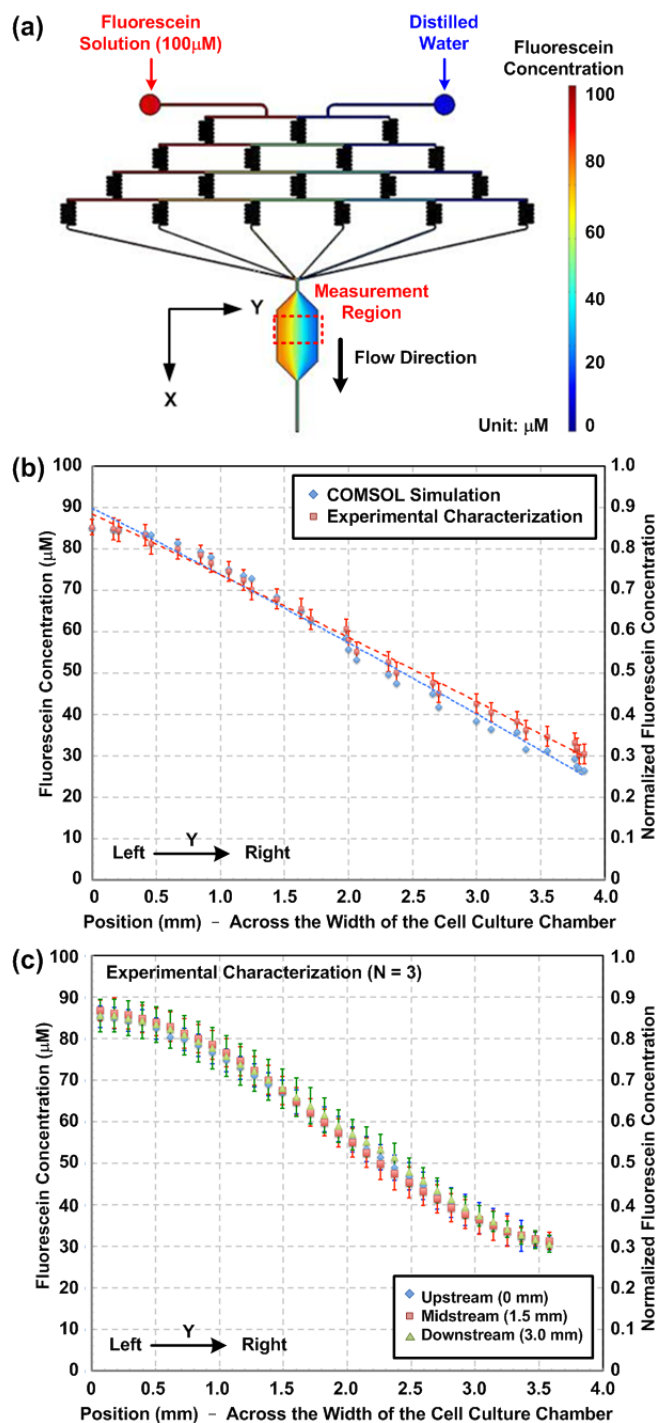 (a)
Fluorescein
Solution (100μM)
Distilled
Water
Fluorescein
Concentration
100
80
60
40
20
0
Unit: μM
Y
X
Measurement
Region
Flow Direction
(b)
100
90
80
70
60
50
40
30
20
10
0
Fluorescein Concentration (μM)
COMSOL Simulation
Experimental Characterization
1.0
0.9
0.8
0.7
0.6
0.5
0.4
0.3
0.2
0.1
0
Normalized Fluorescein Concentration
Y
Left Right
0 0.5 1.0 1.5 2.0 2.5 3.0 3.5 4.0
Position (mm) – Across the Width of the Cell Culture Chamber
(c)
100
90
80
70
60
50
40
30
20
10
0
Fluorescein Concentration (μM)
Experimental Characterization (N = 3)
1.0
0.9
0.8
0.7
0.6
0.5
0.4
0.3
0.2
0.1
0
Normalized Fluorescein Concentration
Upstream (0 mm)
Midstream (1.5 mm)
Downstream (3.0 mm)
Y
Left Right
0 0.5 1.0 1.5 2.0 2.5 3.0 3.5 4.0
Position (mm) – Across the Width of the Cell Culture Chamber